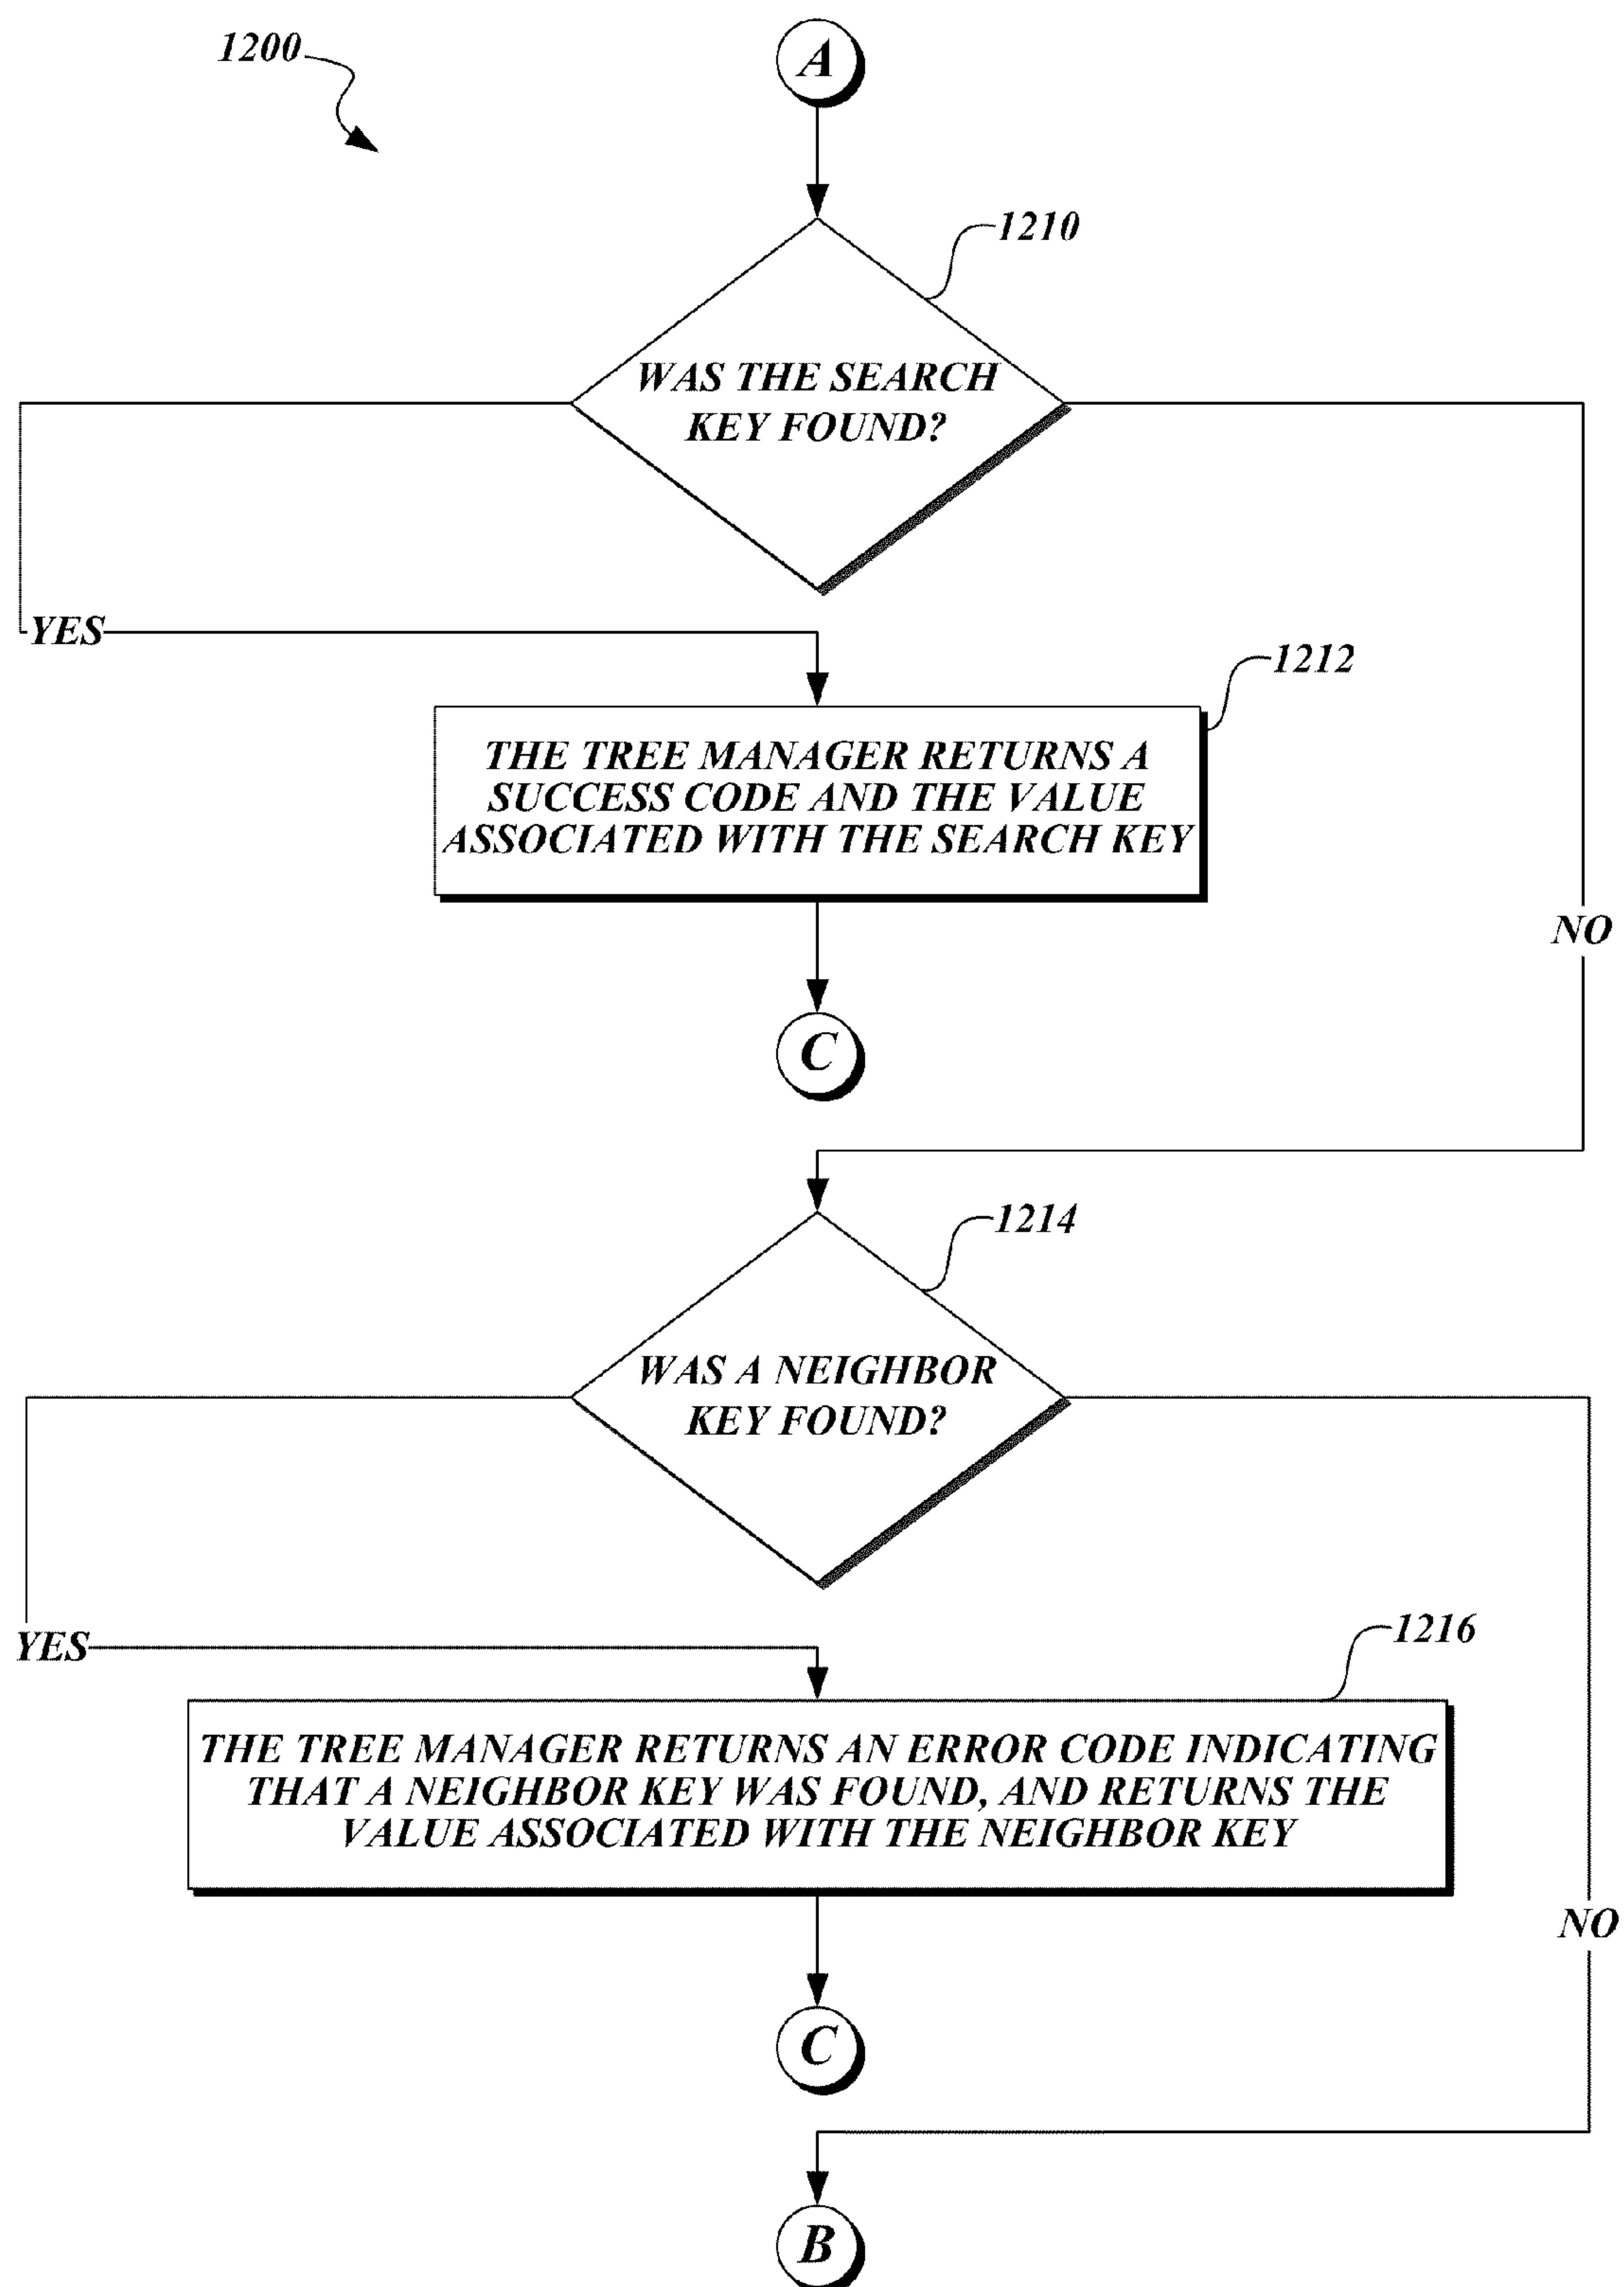 1200
A
1210
WAS THE SEARCH
KEY FOUND?
YES
1212
THE TREE MANAGER RETURNS A
SUCCESS CODE AND THE VALUE
ASSOCIATED WITH THE SEARCH KEY
NO
C
1214
WAS A NEIGHBOR
KEY FOUND?
YES
1216
THE TREE MANAGER RETURNS AN ERROR CODE INDICATING
THAT A NEIGHBOR KEY WAS FOUND, AND RETURNS THE
VALUE ASSOCIATED WITH THE NEIGHBOR KEY
NO
C
B